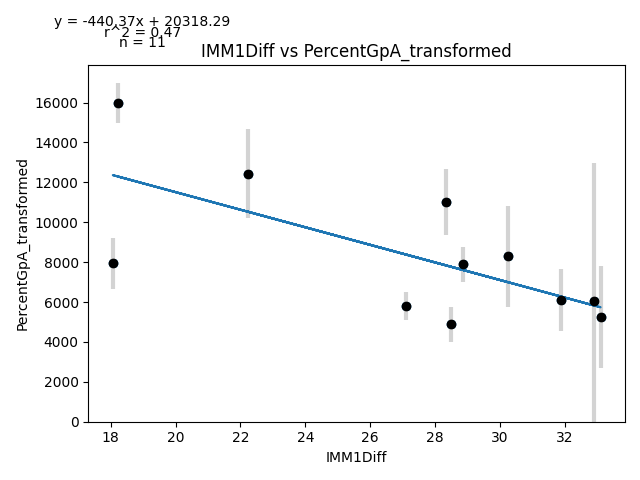 y = -440.37x + 20318.29
r^2 = 0.47
n = 11
IMM1Diff vs PercentGpA_transformed
PercentGpA_transformed
16000
14000
12000
10000
8000
6000
4000
2000
0
18 20 22 24 26 28 30 32
IMM1Diff